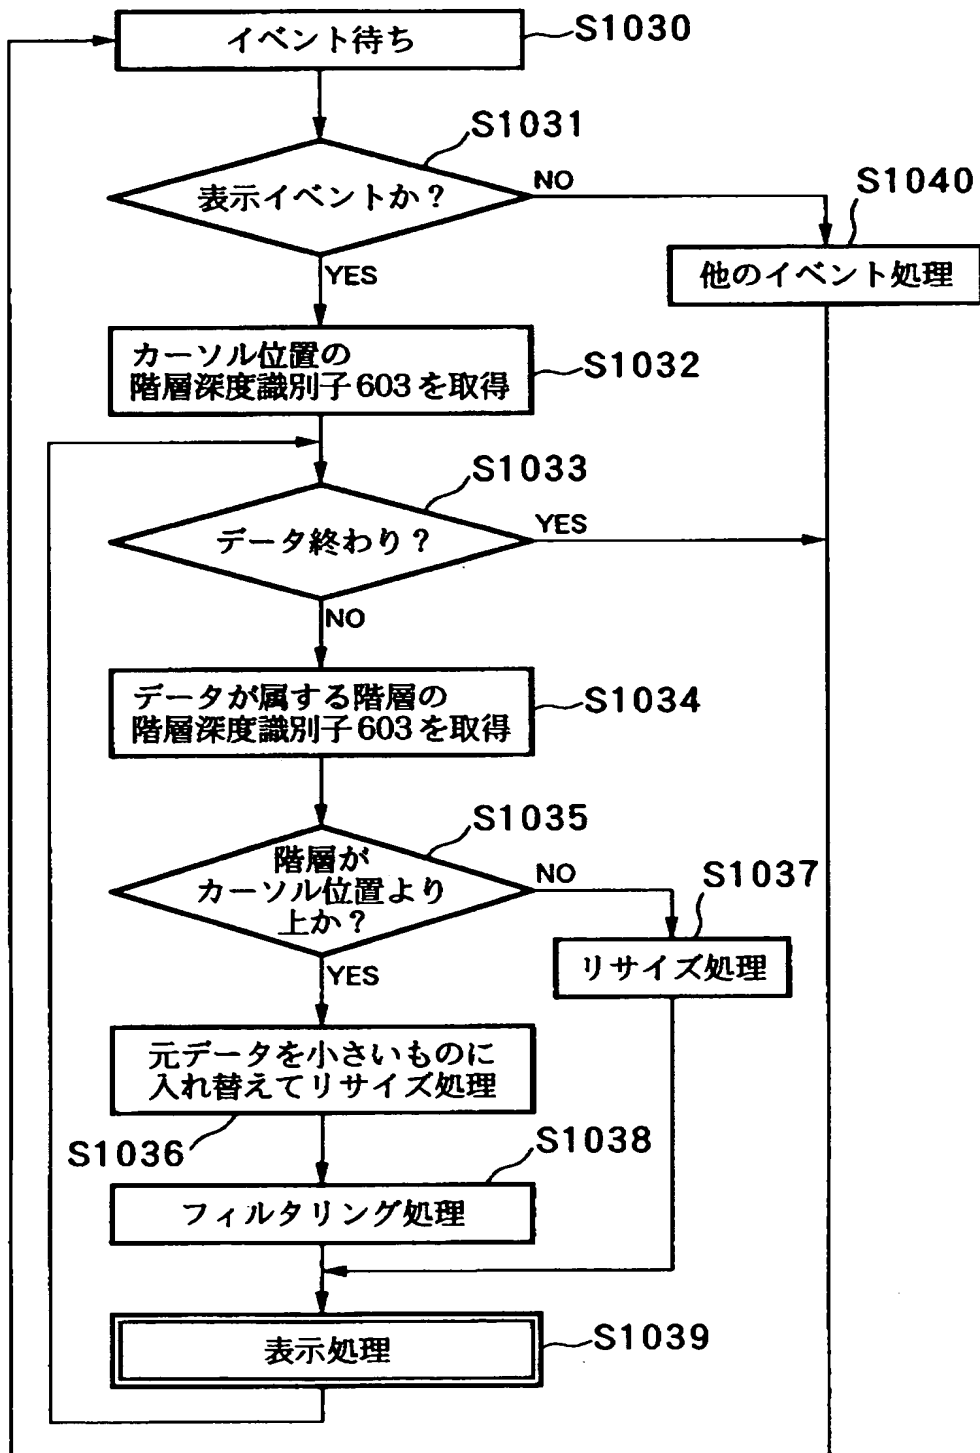 イベント待ち
S1030
S1031
表示イベントか？
NO
S1040
YES
他のイベント処理
カーソル位置の
階層深度識別子603を取得
S1032
S1033
データ終わり？
YES
NO
データが属する階層の
階層深度識別子603を取得
S1034
S1035
階層が
カーソル位置より
上か？
NO
S1037
YES
リサイズ処理
元データを小さいものに
入れ替えてリサイズ処理
S1036
S1038
フィルタリング処理
表示処理
S1039